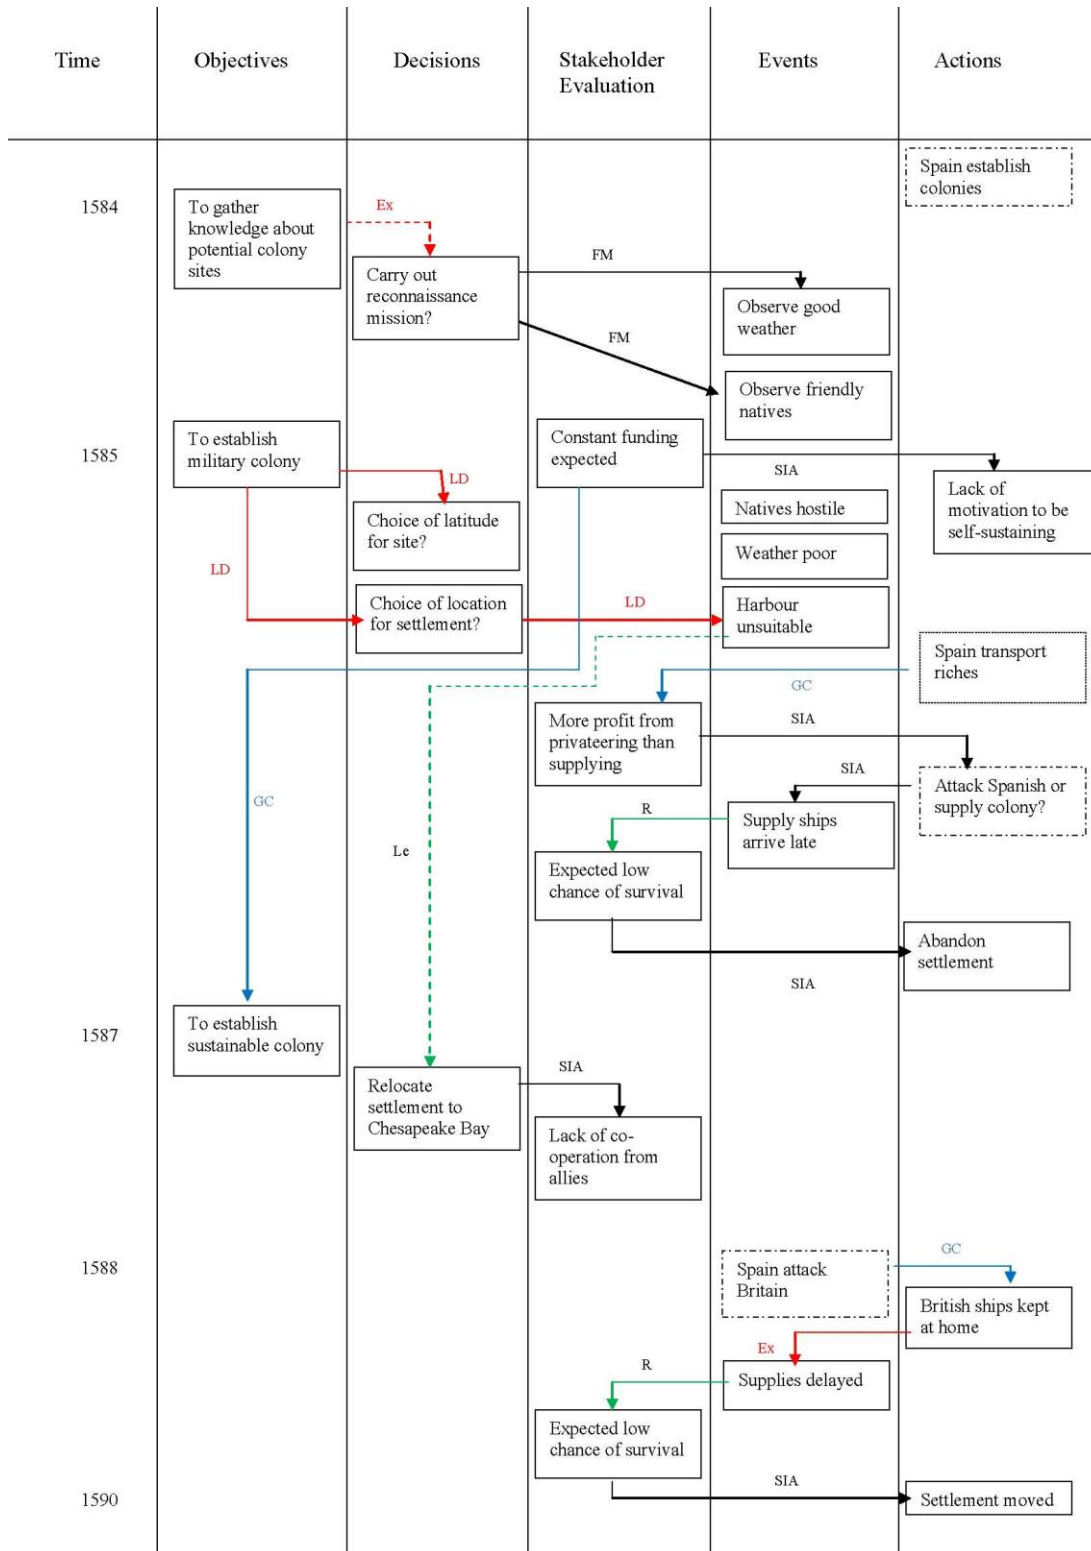 Time
Objectives
Decisions
Stakeholder
Evaluation
Events
Actions
Spain establish
colonies
1584
To gather
knowledge about
potential colony
sites
Ex
Carry out
reconnaissance
mission?
FM
Observe good
weather
FM
Observe friendly
natives
1585
To establish
military colony
Constant funding
expected
SIA
Lack of
motivation to be
self-sustaining
LD
Choice of latitude
for site?
Natives hostile
Weather poor
LD
Choice of location
for settlement?
LD
Harbour
unsuitable
Spain transport
riches
GC
More profit from
privateering than
supplying
SIA
Attack Spanish or
supply colony?
SIA
Supply ships
arrive late
R
Expected low
chance of survival
GC
Le
Abandon
settlement
SIA
1587
To establish
sustainable colony
Relocate
settlement to
Chesapeake Bay
SIA
Lack of co-
operation from
allies
1588
Spain attack
Britain
GC
British ships kept
at home
Ex
Supplies delayed
R
Expected low
chance of survival
SIA
1590
Settlement moved